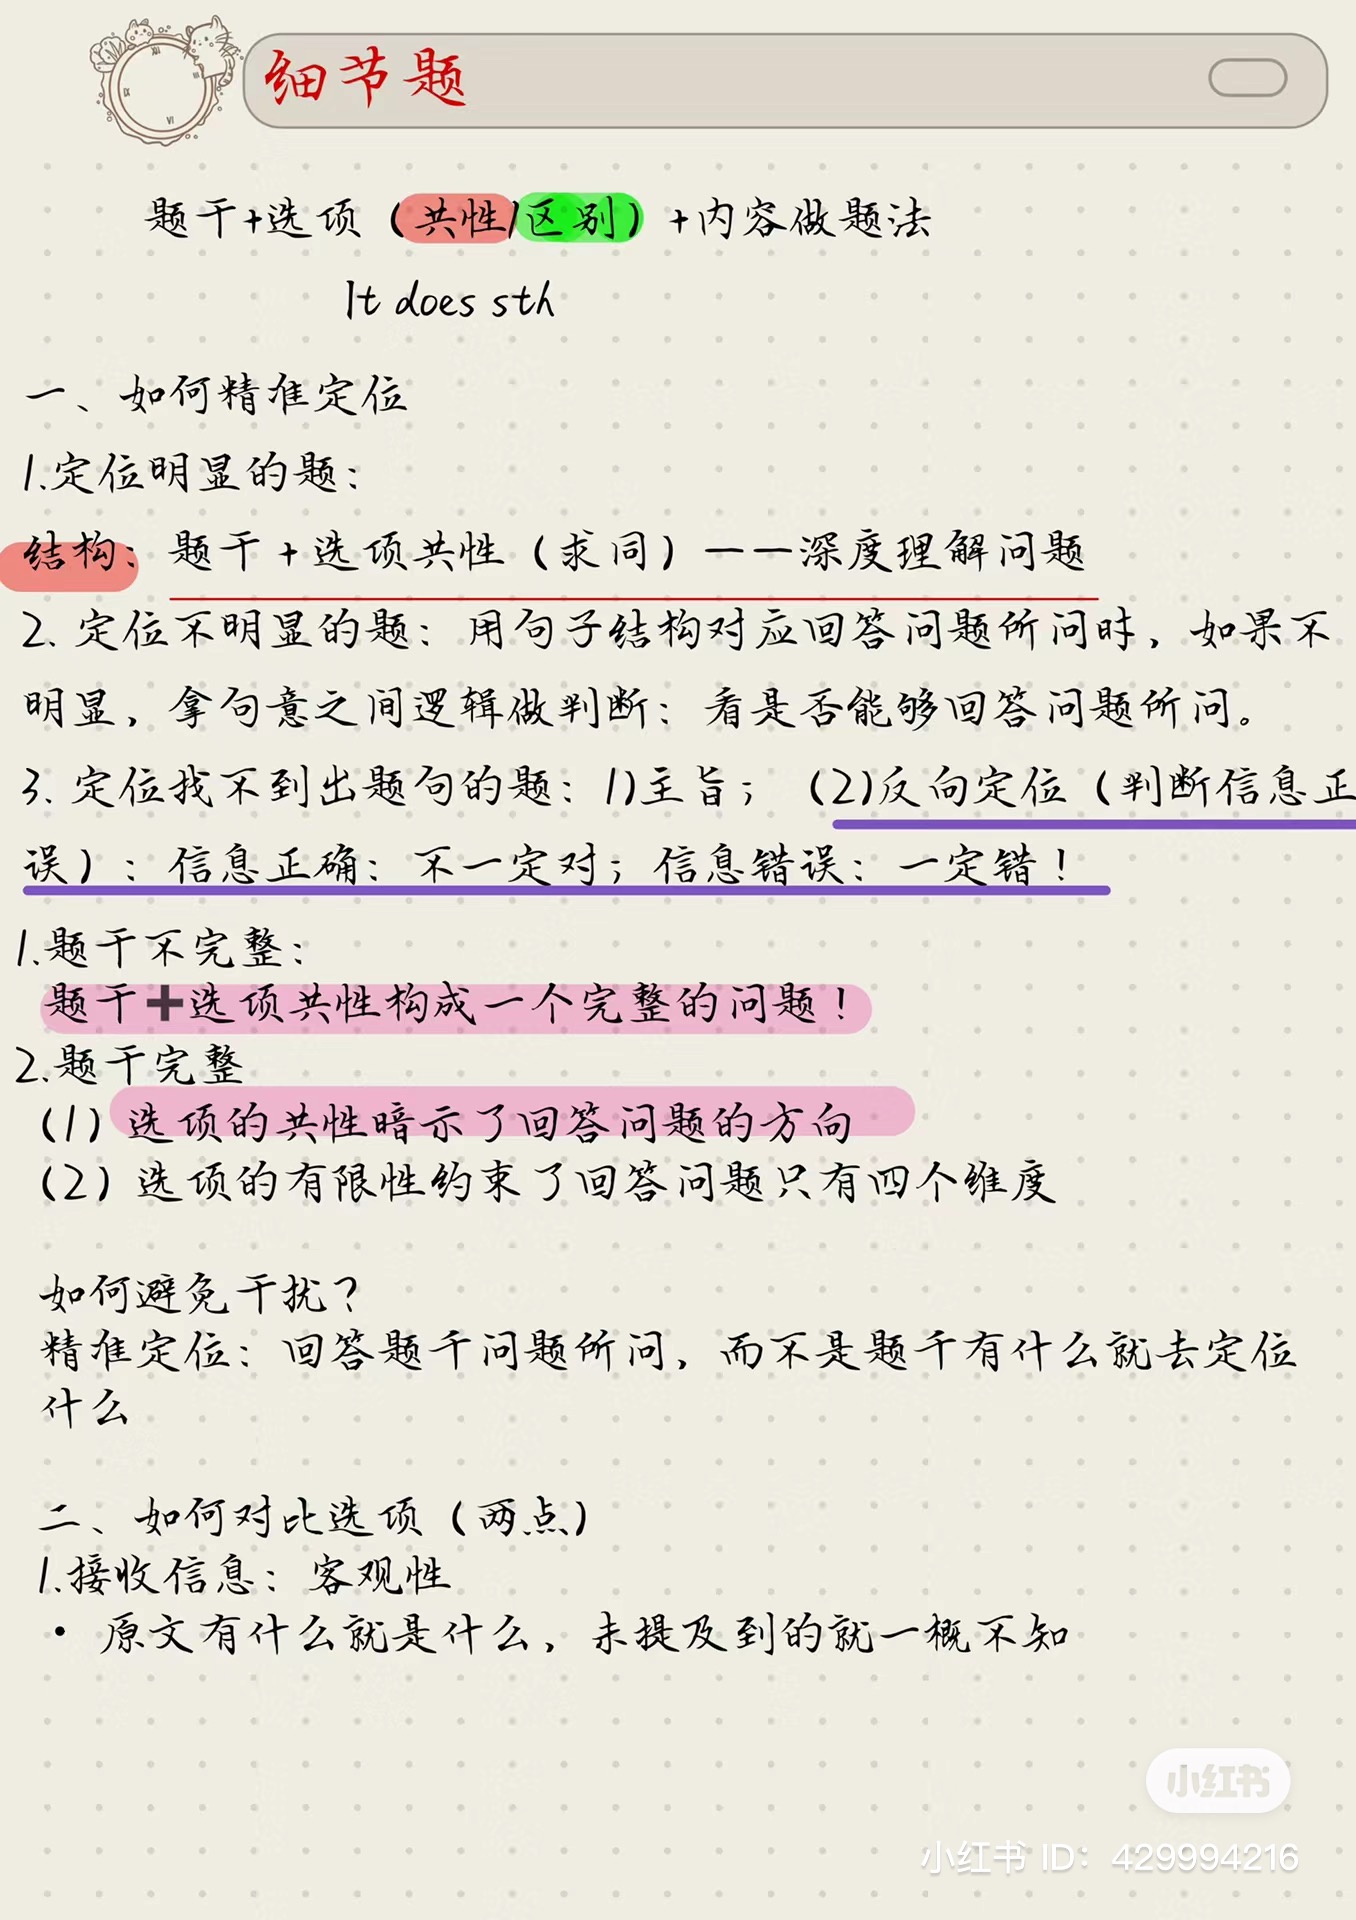 细节题
题干+选项（共性/区别）+内容做题法
It does sth
一、如何精准定位
1.定位明显的题：
结构：题干+选项共性（求同）——深度理解问题
2. 定位不明显的题：用句子结构对应回答问题所问时，如果不
明显，拿句意之间逻辑做判断：看是否能够回答问题所问。
3. 定位找不到出题句的题：1)主旨；（2)反向定位（判断信息正
误）：信息正确：不一定对；信息错误：一定错！
1.题干不完整：
题干➕选项共性构成一个完整的问题！
2.题干完整
（1）选项的共性暗示了回答问题的方向
（2）选项的有限性约束了回答问题只有四个维度
如何避免干扰？
精准定位：回答题干问题所问，而不是题干有什么就去定位
什么
二、如何对比选项（两点）
1.接收信息：客观性
• 原文有什么就是什么，未提及到的就一概不知
小红书
小红书 ID：429994216